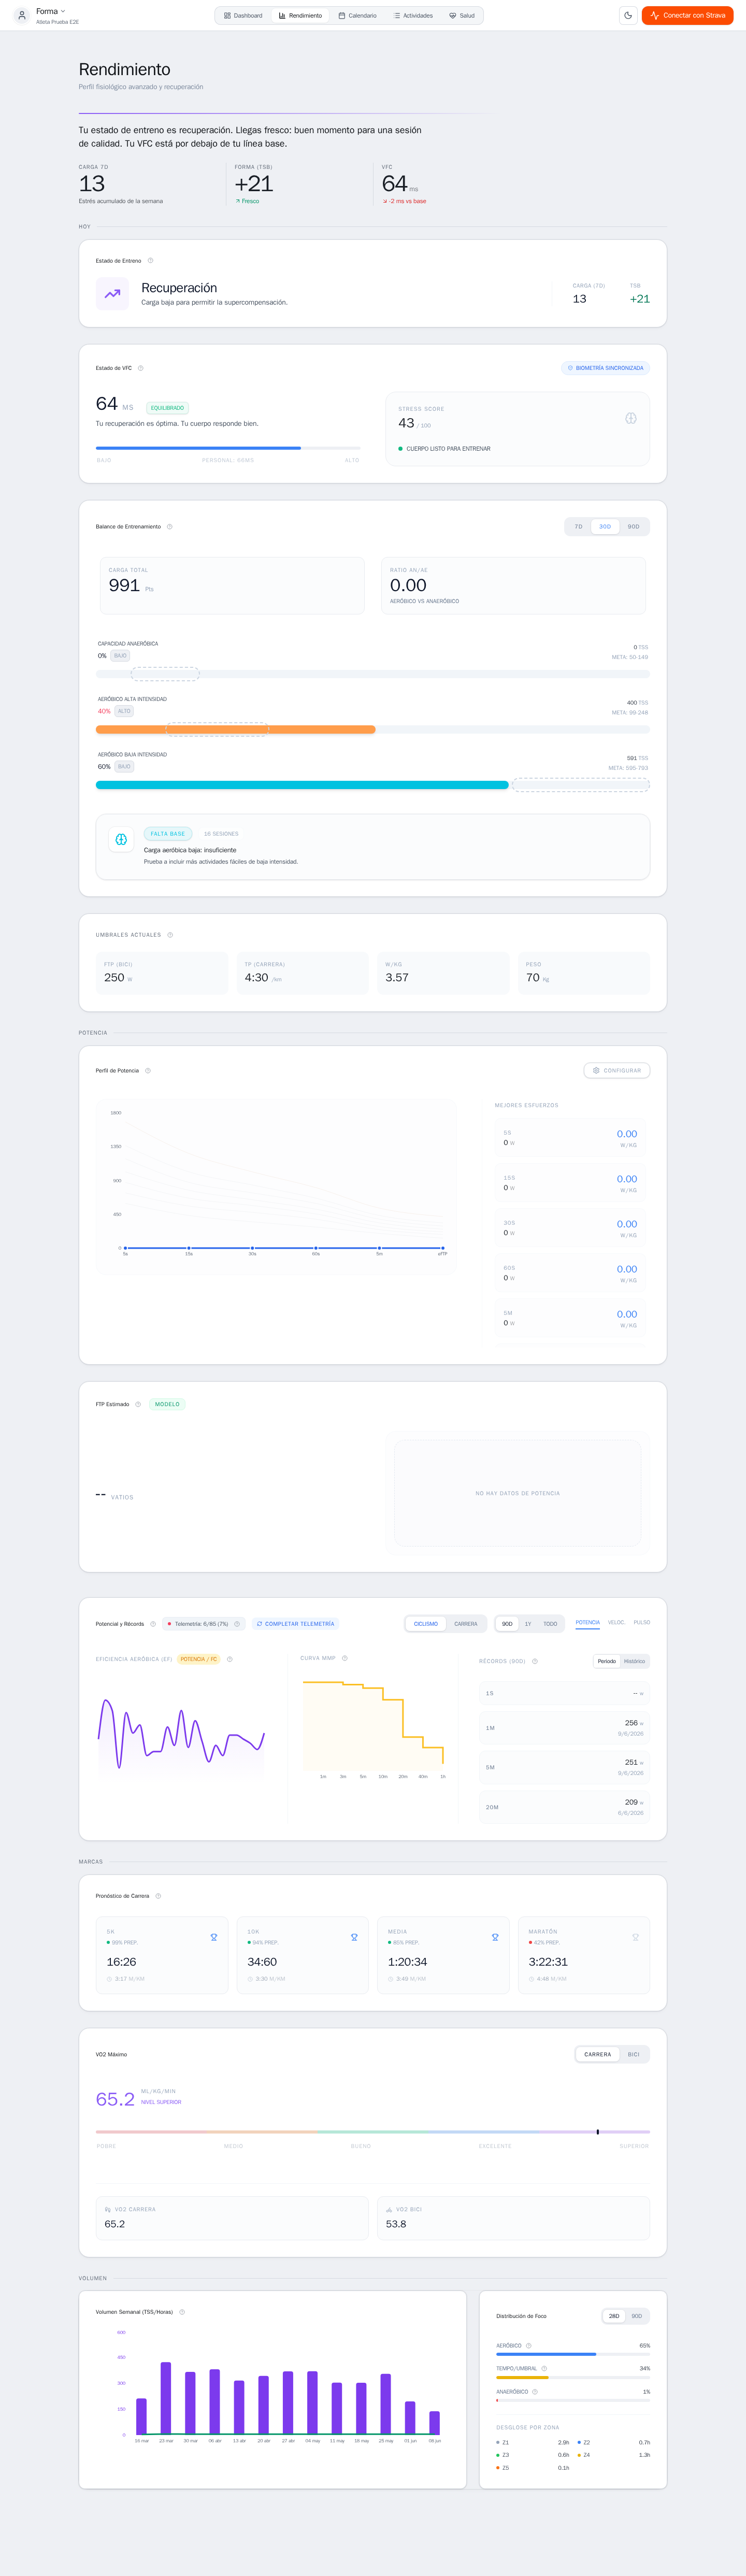 Forma
Atleta Prueba E2E
Dashboard
Rendimiento
Calendario
Actividades
Salud
Conectar con Strava
Rendimiento
Perfil fisiológico avanzado y recuperación
Tu estado de entreno es recuperación. Llegas fresco: buen momento para una sesión
de calidad. Tu VFC está por debajo de tu línea base.
CARGA 7D
13
Estrés acumulado de la semana
FORMA (TSB)
+21
Fresco
VFC
64 ms
-2 ms vs base
HOY
Estado de Entreno
Recuperación
Carga baja para permitir la supercompensación.
CARGA (7D)
13
TSB
+21
Estado de VFC
BIOMETRÍA SINCRONIZADA
64 MS
EQUILIBRADO
Tu recuperación es óptima. Tu cuerpo responde bien.
BAJO
PERSONAL: 66MS
ALTO
STRESS SCORE
43 / 100
CUERPO LISTO PARA ENTRENAR
Balance de Entrenamiento
7D
30D
90D
CARGA TOTAL
991 Pts
RATIO AN/AE
0.00
AERÓBICO VS ANAERÓBICO
CAPACIDAD ANAERÓBICA
0% BAJO
0 TSS
META: 50-149
AERÓBICO ALTA INTENSIDAD
40% ALTO
400 TSS
META: 99-248
AERÓBICO BAJA INTENSIDAD
60% BAJO
591 TSS
META: 595-793
FALTA BASE
16 SESIONES
Carga aeróbica baja: insuficiente
Prueba a incluir más actividades fáciles de baja intensidad.
UMBRALES ACTUALES
FTP (BICI)
250 W
TP (CARRERA)
4:30 /km
W/KG
3.57
PESO
70 Kg
POTENCIA
Perfil de Potencia
CONFIGURAR
1800
1350
900
450
0
5s
15s
30s
60s
5m
eFTP
MEJORES ESFUERZOS
5S
0 W
0.00
W/KG
15S
0 W
0.00
W/KG
30S
0 W
0.00
W/KG
60S
0 W
0.00
W/KG
5M
0 W
0.00
W/KG
FTP Estimado
MODELO
-- VATIOS
NO HAY DATOS DE POTENCIA
Potencial y Récords
Telemetría: 6/85 (7%)
COMPLETAR TELEMETRÍA
CICLISMO
CARRERA
90D
1Y
TODO
POTENCIA
VELOC.
PULSO
EFICIENCIA AERÓBICA (EF)
POTENCIA / FC
CURVA MMP
1m
3m
5m
10m
20m
40m
1h
RÉCORDS (90D)
Periodo
Histórico
1S
-- w
1M
256 w
9/6/2026
5M
251 w
9/6/2026
20M
209 w
6/6/2026
MARCAS
Pronóstico de Carrera
5K
99% PREP.
16:26
3:17 M/KM
10K
94% PREP.
34:60
3:30 M/KM
MEDIA
85% PREP.
1:20:34
3:49 M/KM
MARATÓN
42% PREP.
3:22:31
4:48 M/KM
VO2 Máximo
CARRERA
BICI
65.2
ML/KG/MIN
NIVEL SUPERIOR
POBRE
MEDIO
BUENO
EXCELENTE
SUPERIOR
VO2 CARRERA
65.2
VO2 BICI
53.8
VOLUMEN
Volumen Semanal (TSS/Horas)
600
450
300
150
0
16 mar
23 mar
30 mar
06 abr
13 abr
20 abr
27 abr
04 may
11 may
18 may
25 may
01 jun
08 jun
Distribución de Foco
28D
90D
AERÓBICO
65%
TEMPO/UMBRAL
34%
ANAERÓBICO
1%
DESGLOSE POR ZONA
Z1
2.9h
Z2
0.7h
Z3
0.6h
Z4
1.3h
Z5
0.1h